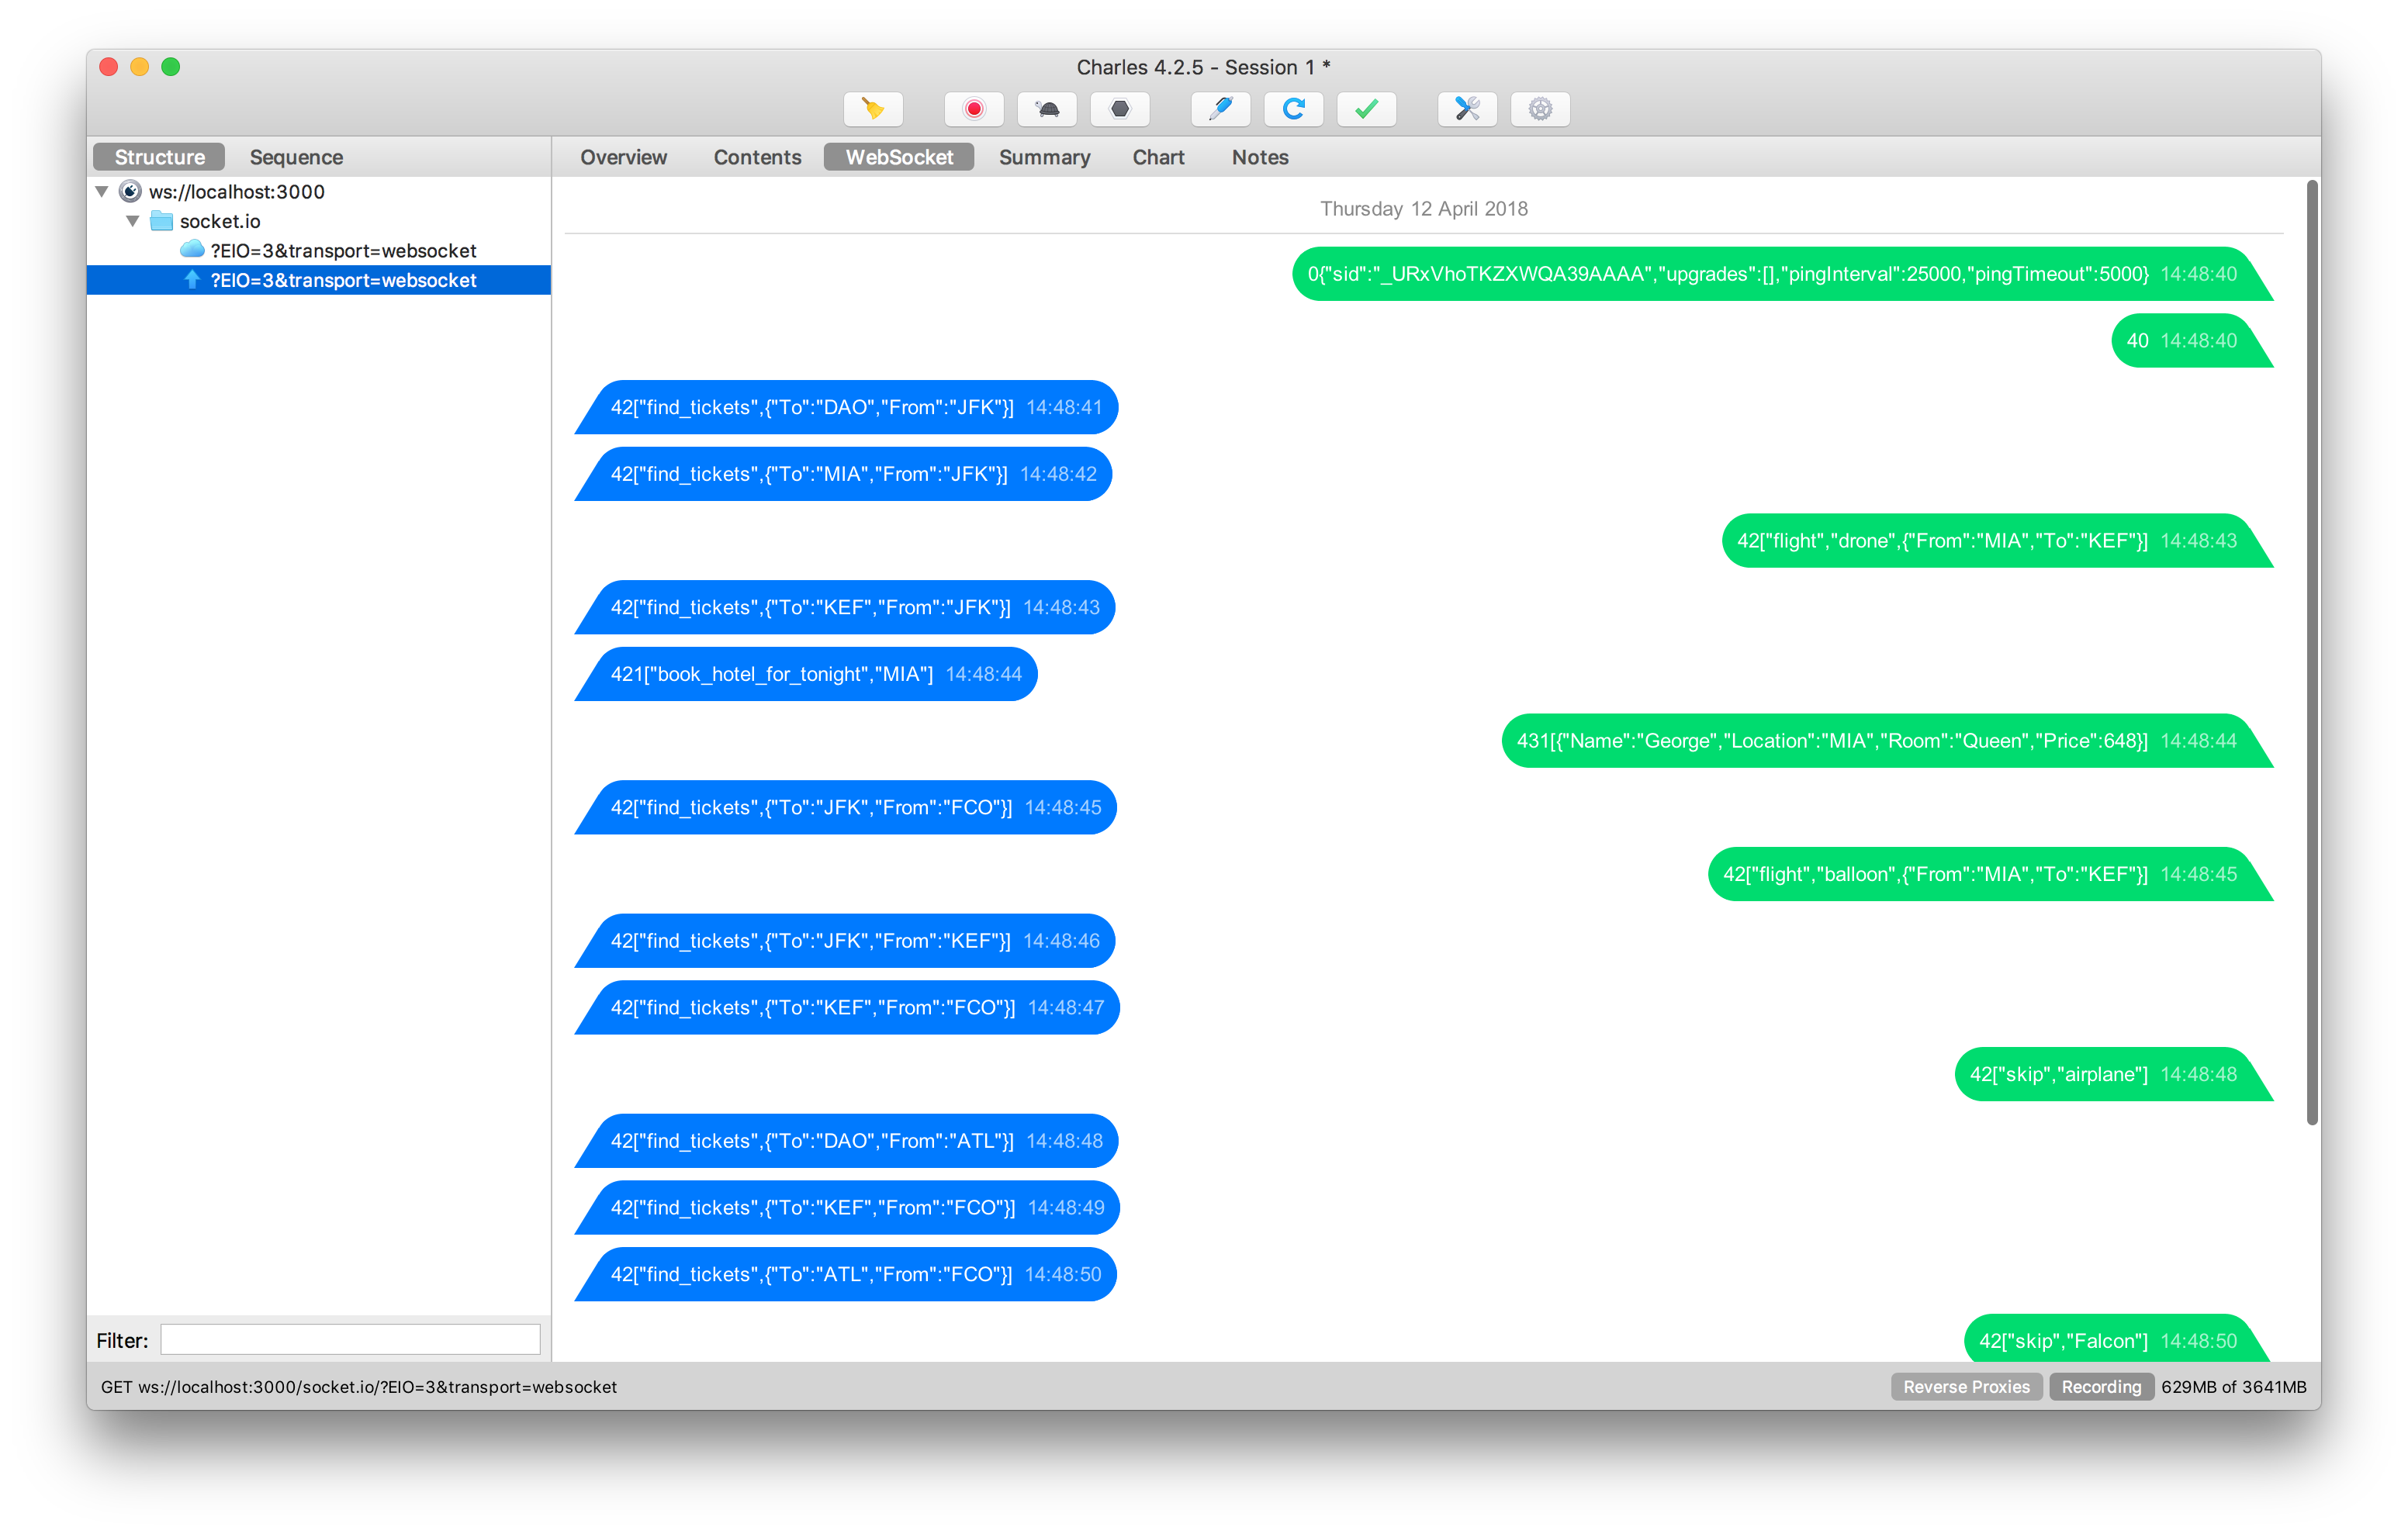 Charles 4.2.5 - Session 1 *
Structure Sequence
Overview Contents WebSocket Summary Chart Notes
ws://localhost:3000
socket.io
?EIO=3&transport=websocket
?EIO=3&transport=websocket
Thursday 12 April 2018
0{"sid":"_URxVhoTKZXWQA39AAAA","upgrades":[],"pingInterval":25000,"pingTimeout":5000} 14:48:40
40 14:48:40
42["find_tickets",{"To":"DAO","From":"JFK"}] 14:48:41
42["find_tickets",{"To":"MIA","From":"JFK"}] 14:48:42
42["flight","drone",{"From":"MIA","To":"KEF"}] 14:48:43
42["find_tickets",{"To":"KEF","From":"JFK"}] 14:48:43
421["book_hotel_for_tonight","MIA"] 14:48:44
431[{"Name":"George","Location":"MIA","Room":"Queen","Price":648}] 14:48:44
42["find_tickets",{"To":"JFK","From":"FCO"}] 14:48:45
42["flight","balloon",{"From":"MIA","To":"KEF"}] 14:48:45
42["find_tickets",{"To":"JFK","From":"KEF"}] 14:48:46
42["find_tickets",{"To":"KEF","From":"FCO"}] 14:48:47
42["skip","airplane"] 14:48:48
42["find_tickets",{"To":"DAO","From":"ATL"}] 14:48:48
42["find_tickets",{"To":"KEF","From":"FCO"}] 14:48:49
42["find_tickets",{"To":"ATL","From":"FCO"}] 14:48:50
42["skip","Falcon"] 14:48:50
Filter:
GET ws://localhost:3000/socket.io/?EIO=3&transport=websocket
Reverse Proxies Recording 629MB of 3641MB